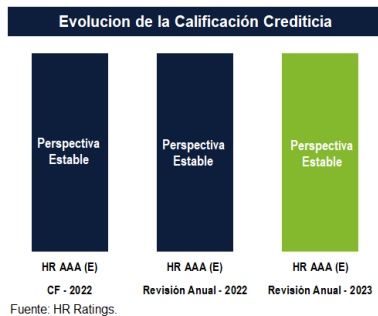 Evolucion de la Calificación Crediticia
Perspectiva
Estable
Perspectiva
Estable
Perspectiva
Estable
HR AAA (E)
HR AAA (E)
HR AAA (E)
CF - 2022
Revisión Anual - 2022
Revisión Anual - 2023
Fuente: HR Ratings.